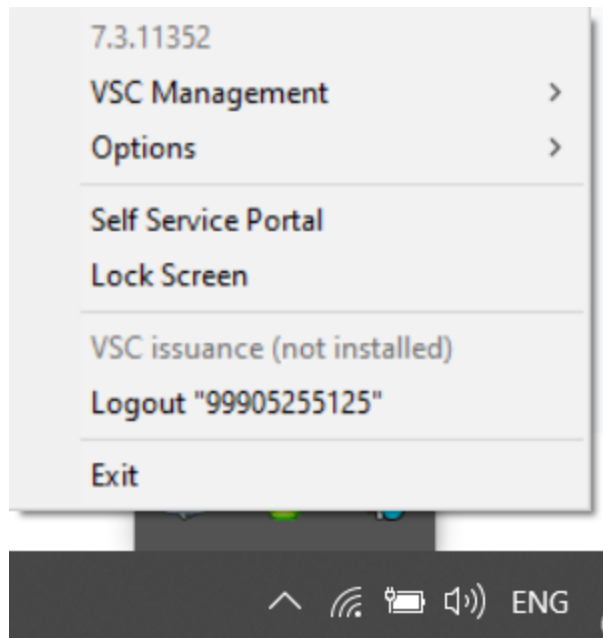 7.3.11352
VSC Management
Options
Self Service Portal
Lock Screen
VSC issuance (not installed)
Logout "99905255125"
Exit
ENG